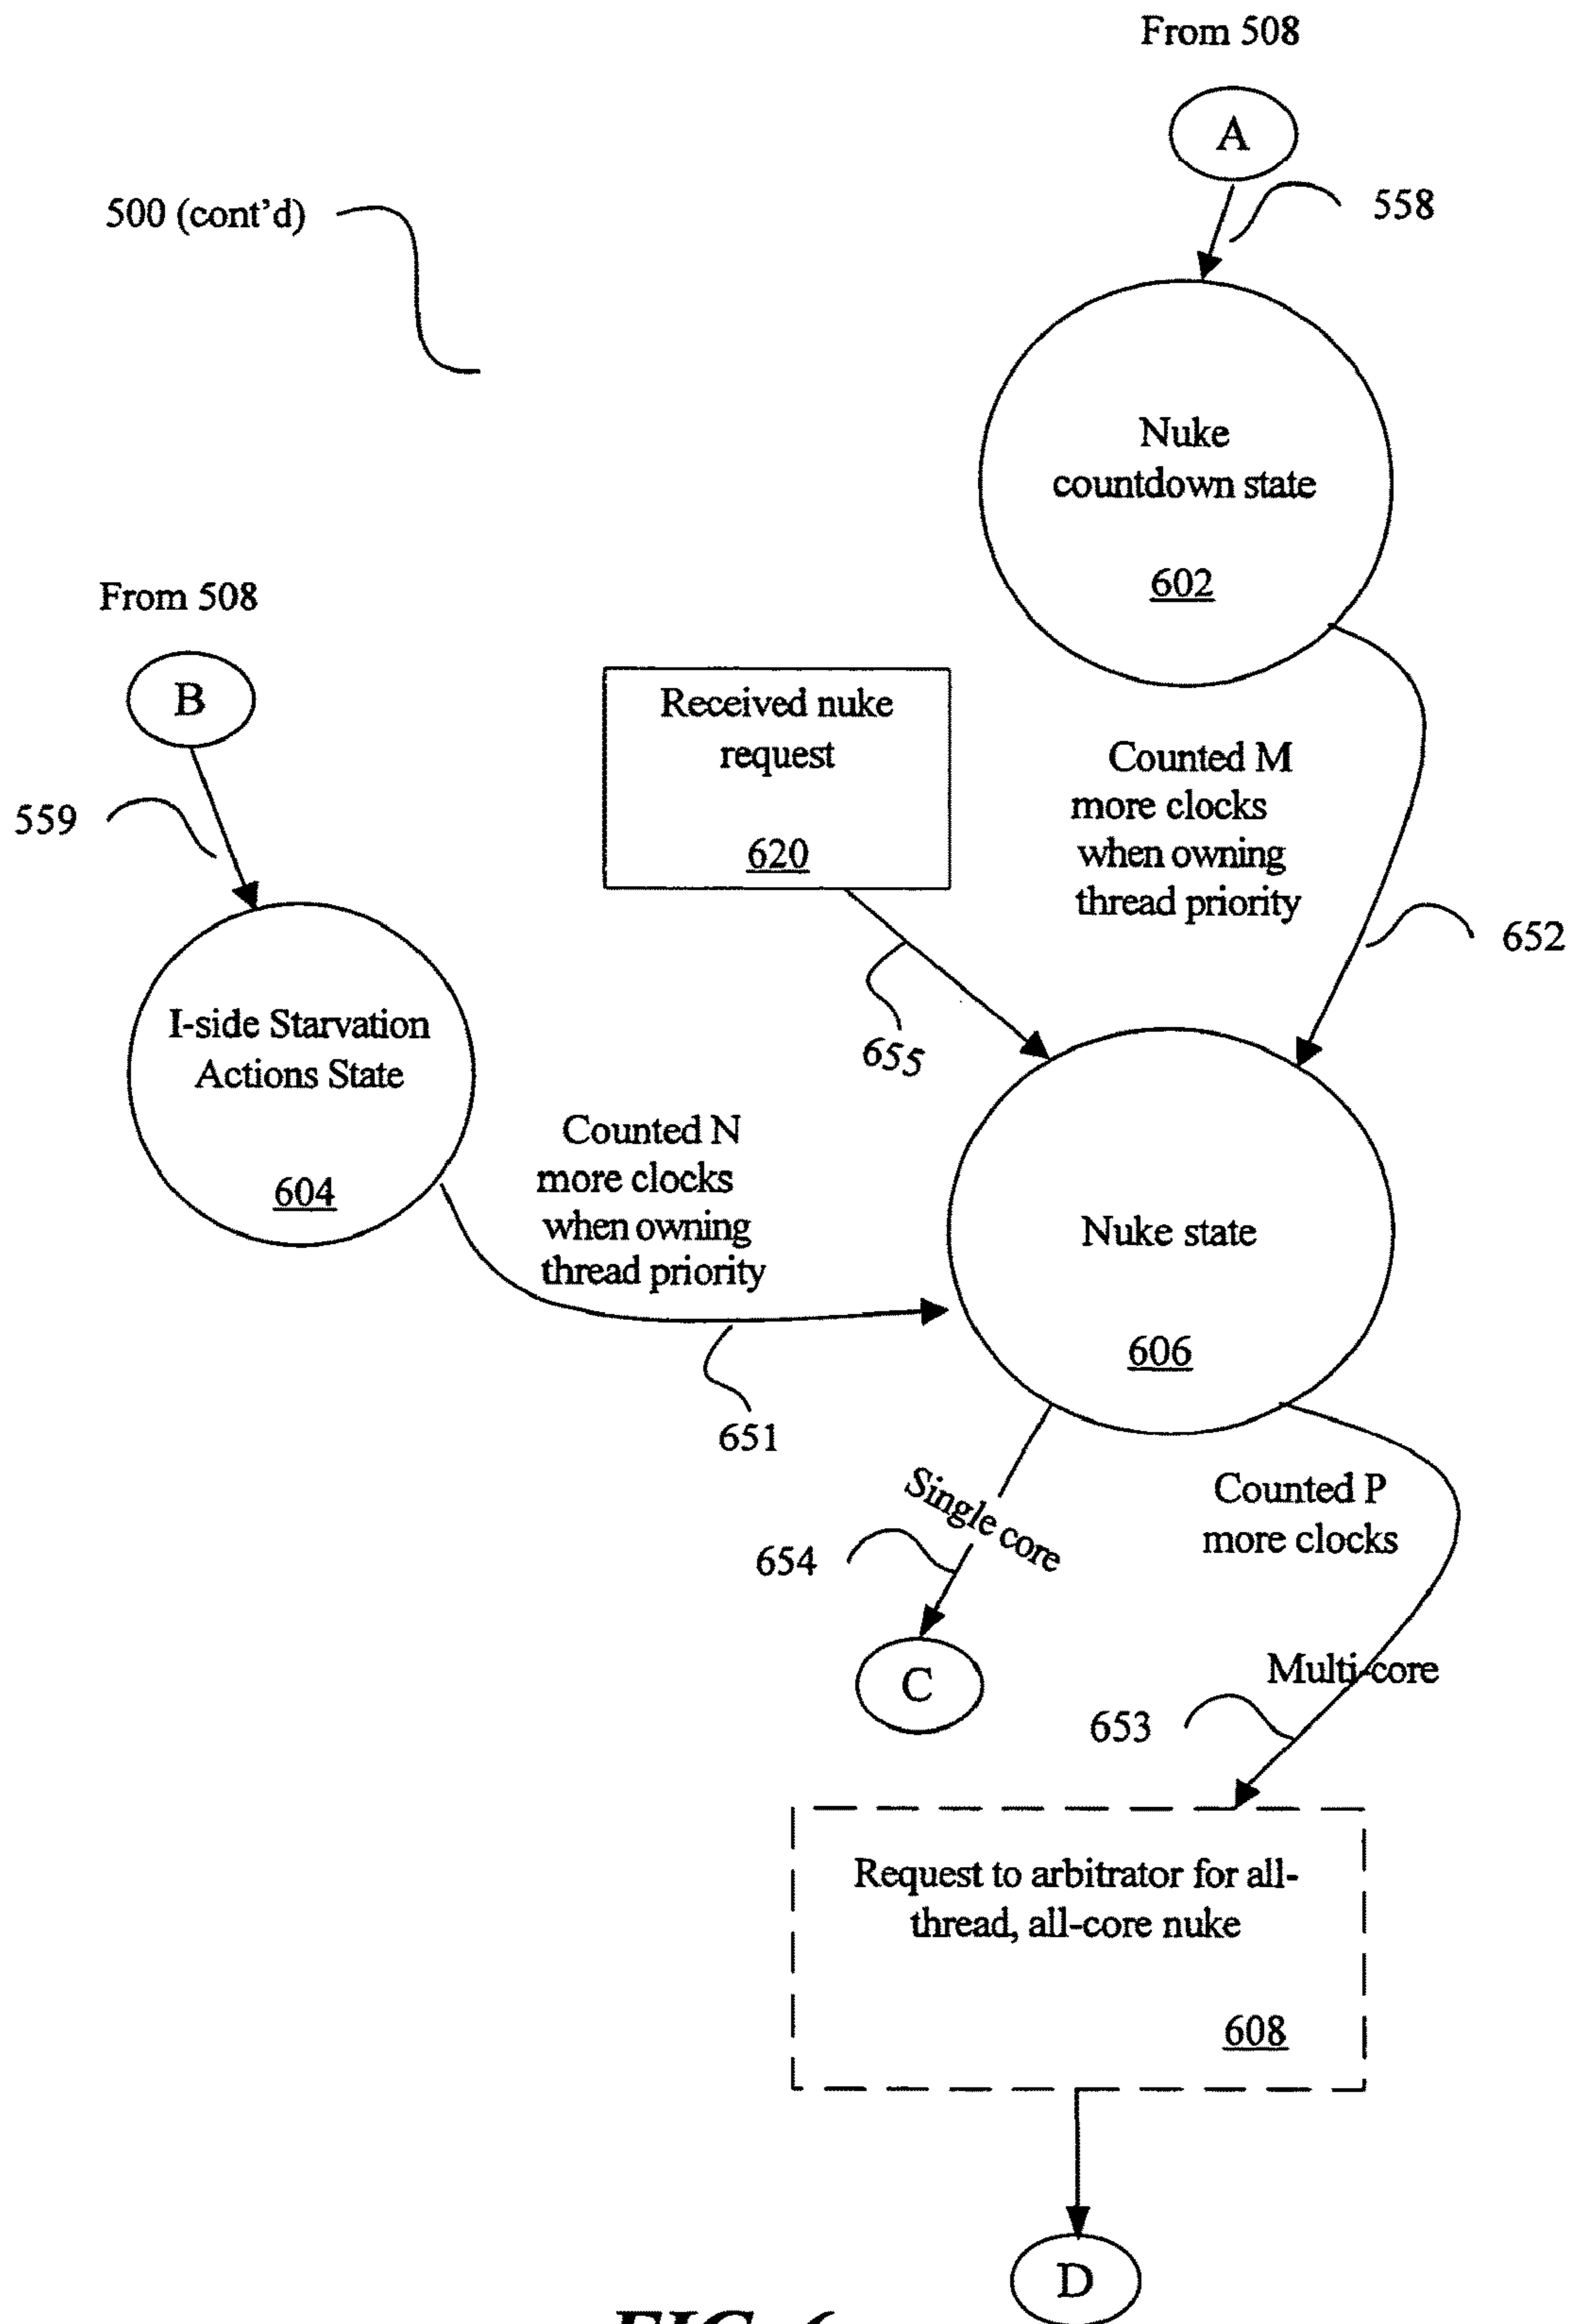 From 508
A
500 (cont'd)
558
Nuke
countdown state
602
From 508
B
559
Received nuke
request
620
Counted M
more clocks
when owning
thread priority
652
I-side Starvation
Actions State
604
655
Counted N
more clocks
when owning
thread priority
651
Nuke state
606
Single core
654
C
Counted P
more clocks
Multi-core
653
Request to arbitrator for all-
thread, all-core nuke
608
D
FIG. 6